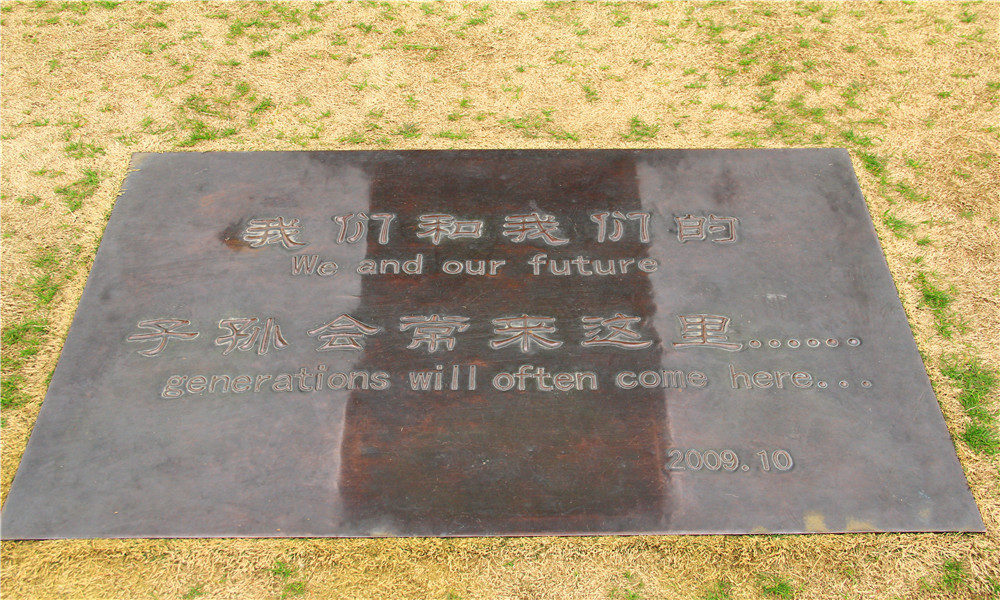 我们和我们的
We and our future
子孙会常来这里......
generations will often come here...
2009.10